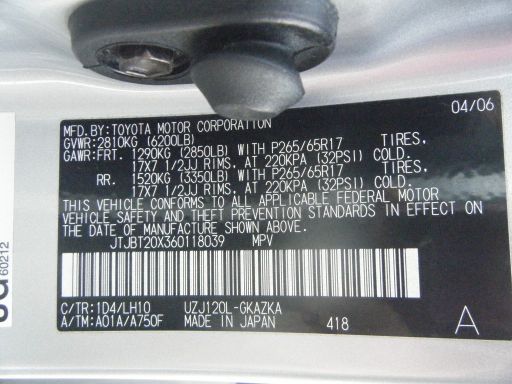 04/06
MFD.BY:TOYOTA MOTOR CORPORATION
GVWR:2810KG (6200LB)
GAWR:FRT. 1290KG (2850LB) WITH P265/65R17 TIRES,
17X7 1/2JJ RIMS, AT 220KPA (32PSI) COLD.
RR. 1520KG (3350LB) WITH P265/65R17 TIRES,
17X7 1/2JJ RIMS, AT 220KPA (32PSI) COLD.
THIS VEHICLE CONFORMS TO ALL APPLICABLE FEDERAL MOTOR
VEHICLE SAFETY AND THEFT PREVENTION STANDARDS IN EFFECT ON
THE DATE OF MANUFACTURE SHOWN ABOVE.
JTJBT20X360118039 MPV
C/TR:1D4/LH10 UZJ120L-GKAZKA
A/TM:A01A/A750F MADE IN JAPAN 418 A
60212